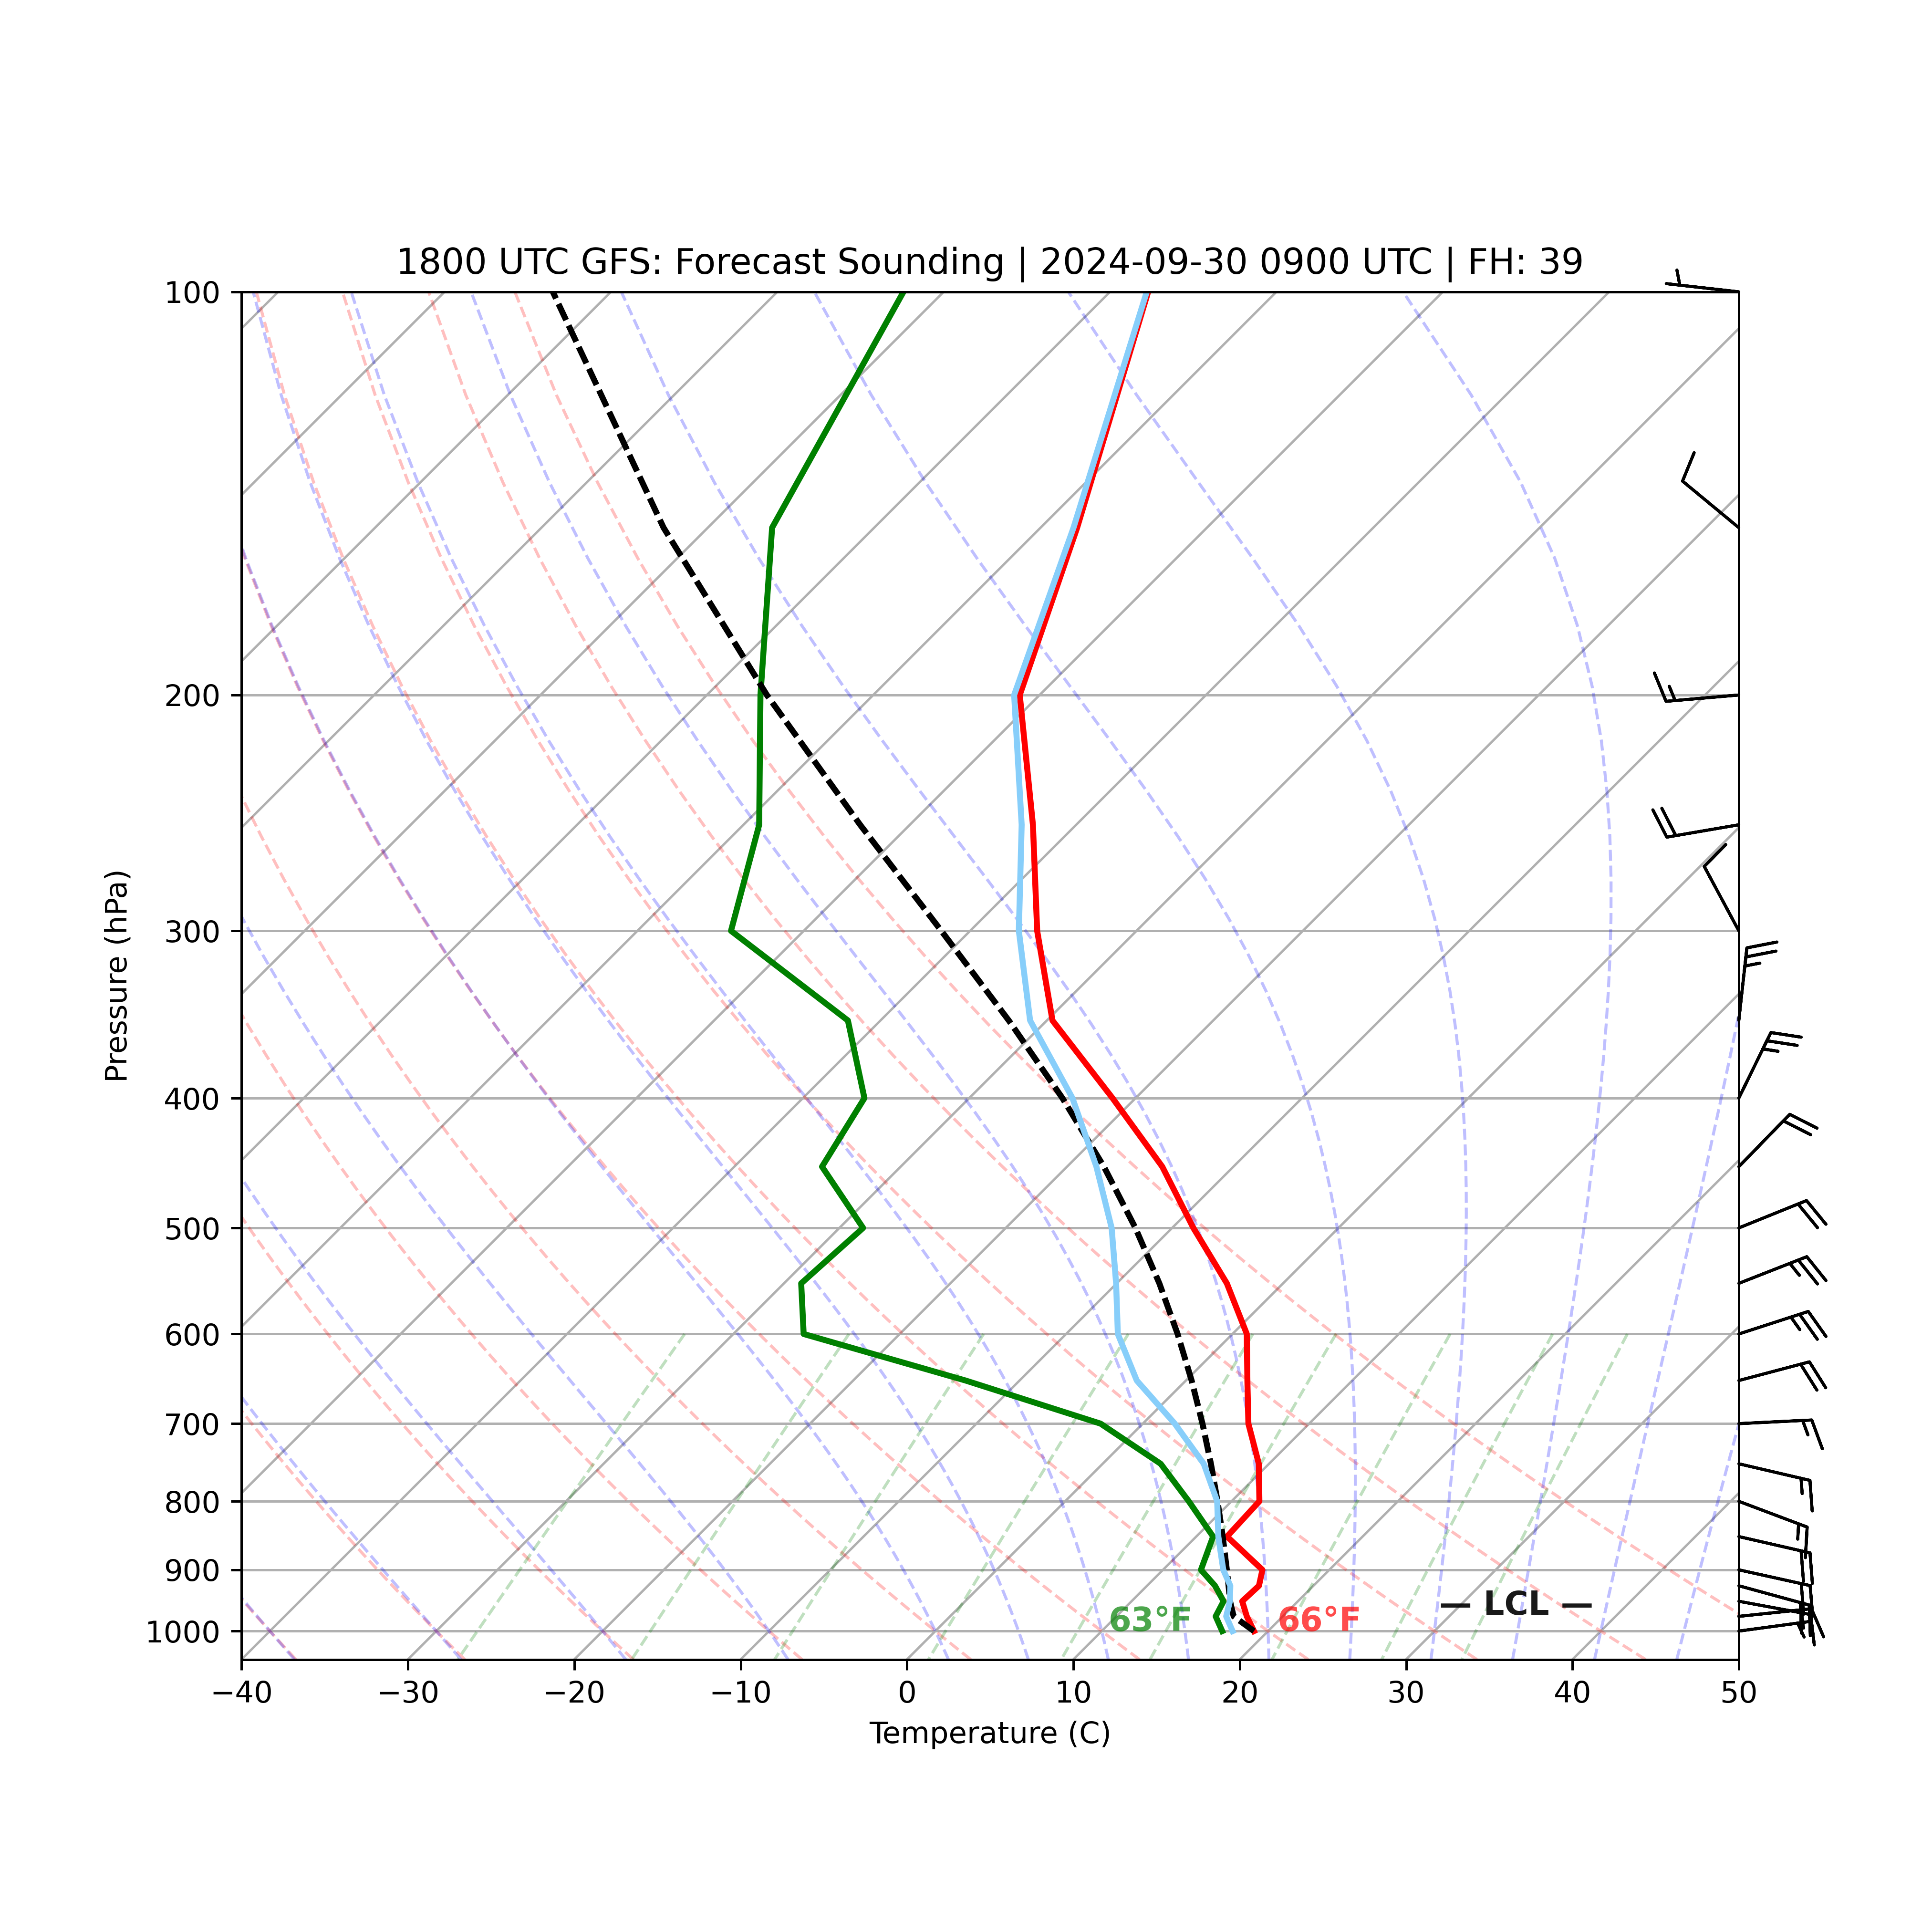 1800 UTC GFS: Forecast Sounding | 2024-09-30 0900 UTC | FH: 39
100
200
300
400
500
600
700
800
900
1000
Pressure (hPa)
63°F
66°F
— LCL —
−40 −30 −20 −10 0 10 20 30 40 50
Temperature (C)